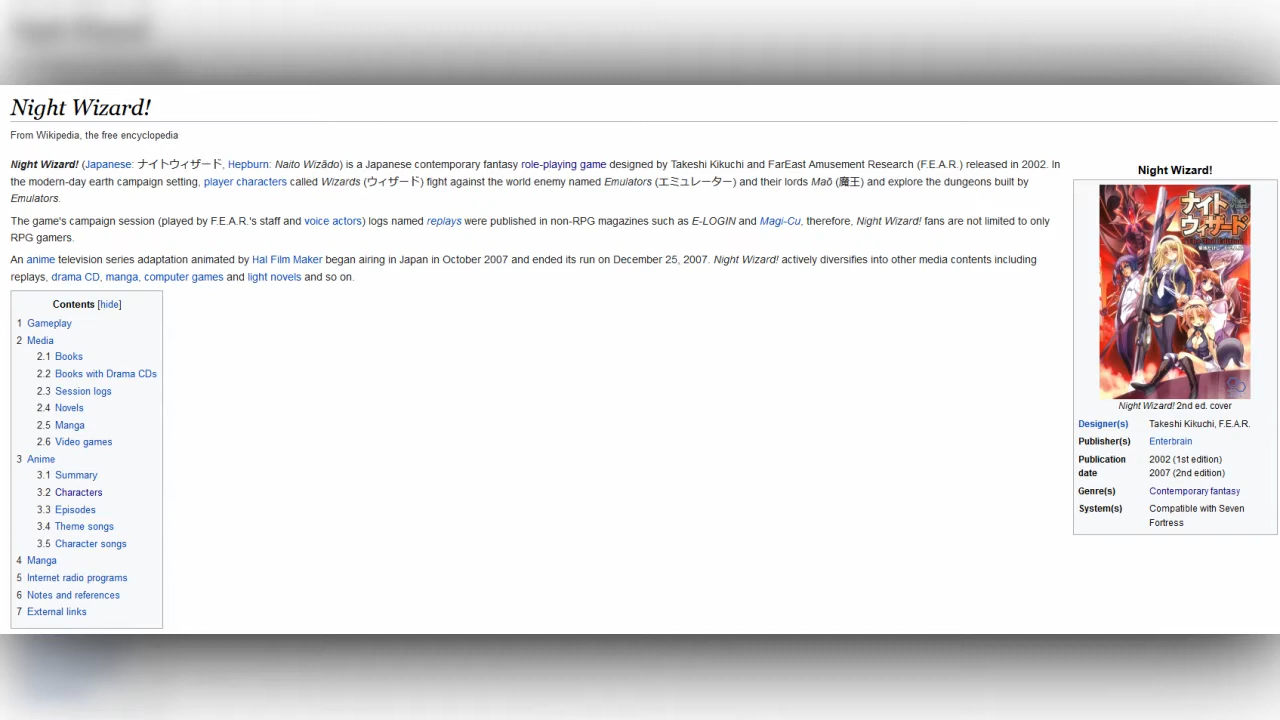 Night Wizard!
From Wikipedia, the free encyclopedia
Night Wizard! (Japanese: ナイトウィザード, Hepburn: Naito Wizādo) is a Japanese contemporary fantasy role-playing game designed by Takeshi Kikuchi and FarEast Amusement Research (F.E.A.R.) released in 2002. In
the modern-day earth campaign setting, player characters called Wizards (ウィザード) fight against the world enemy named Emulators (エミュレーター) and their lords Maō (魔王) and explore the dungeons built by
Emulators.
The game's campaign session (played by F.E.A.R.'s staff and voice actors) logs named replays were published in non-RPG magazines such as E-LOGIN and Magi-Cu, therefore, Night Wizard! fans are not limited to only
RPG gamers.
An anime television series adaptation animated by Hal Film Maker began airing in Japan in October 2007 and ended its run on December 25, 2007. Night Wizard! actively diversifies into other media contents including
replays, drama CD, manga, computer games and light novels and so on.
Contents [hide]
1 Gameplay
2 Media
2.1 Books
2.2 Books with Drama CDs
2.3 Session logs
2.4 Novels
2.5 Manga
2.6 Video games
3 Anime
3.1 Summary
3.2 Characters
3.3 Episodes
3.4 Theme songs
3.5 Character songs
4 Manga
5 Internet radio programs
6 Notes and references
7 External links
Night Wizard!
ナイト
ウィザード
The 2nd Edition
Night Wizard! 2nd ed. cover
Designer(s) Takeshi Kikuchi, F.E.A.R.
Publisher(s) Enterbrain
Publication 2002 (1st edition)
date 2007 (2nd edition)
Genre(s) Contemporary fantasy
System(s) Compatible with Seven
Fortress